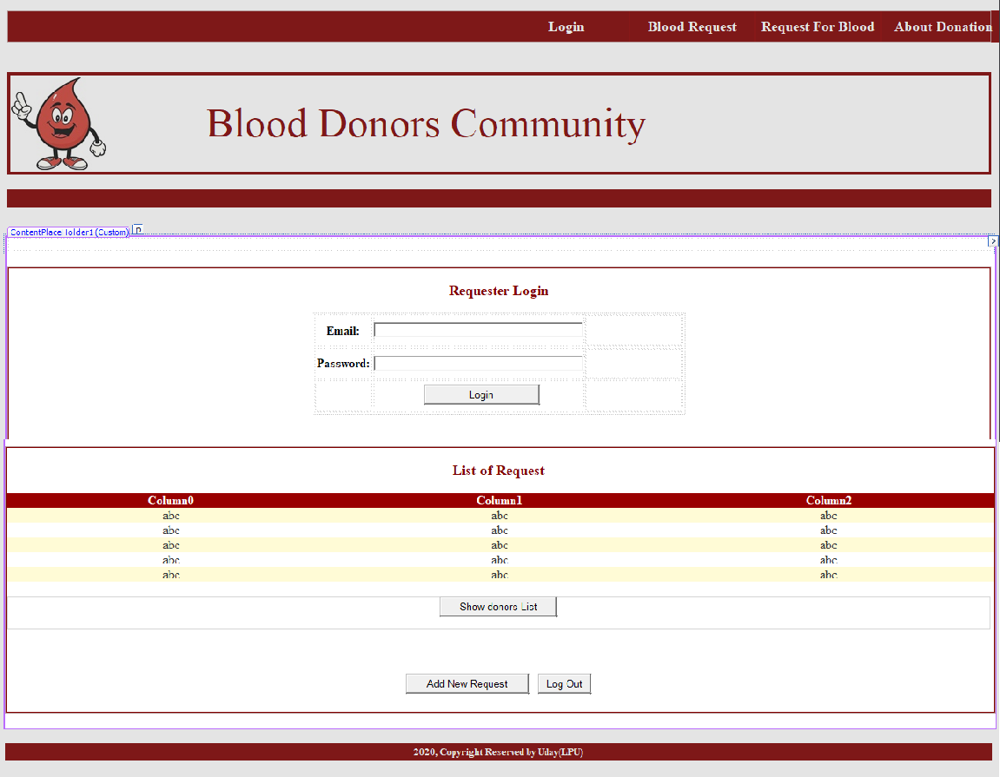 Login Blood Request Request For Blood About Donation
Blood Donors Community
ContentPlaceHolder1 (Custom)
Requester Login
Email:
Password:
Login
List of Request
Column0 Column1 Column2
abc abc abc
abc abc abc
abc abc abc
abc abc abc
abc abc abc
Show donors List
Add New Request Log Out
2020, Copyright Reserved by Uday(LPU)